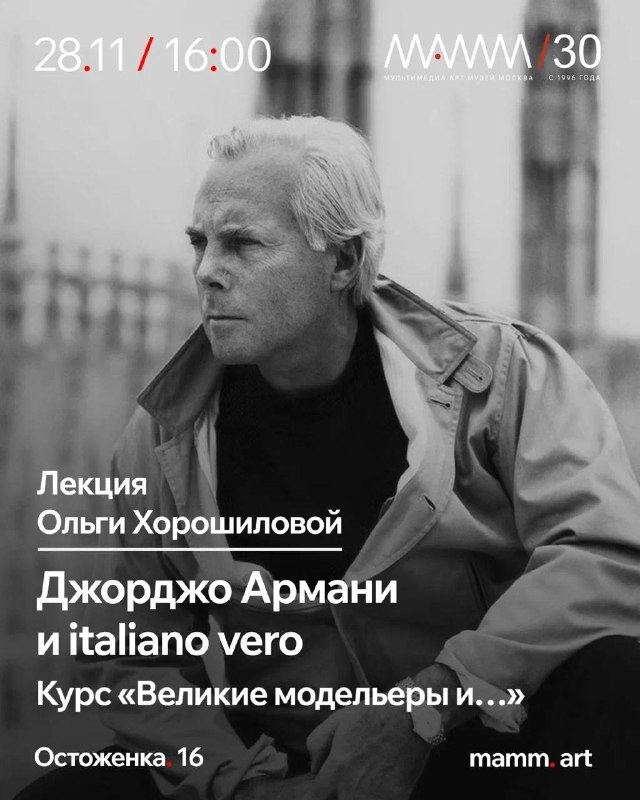 28.11 / 16:00
МАММ/30
МУЛЬТИМЕДИА АРТ МУЗЕЙ МОСКВА С 1996 ГОДА
Лекция
Ольги Хорошиловой
Джорджо Армани
и italiano vero
Курс «Великие модельеры и...»
Остоженка. 16
mamm.art